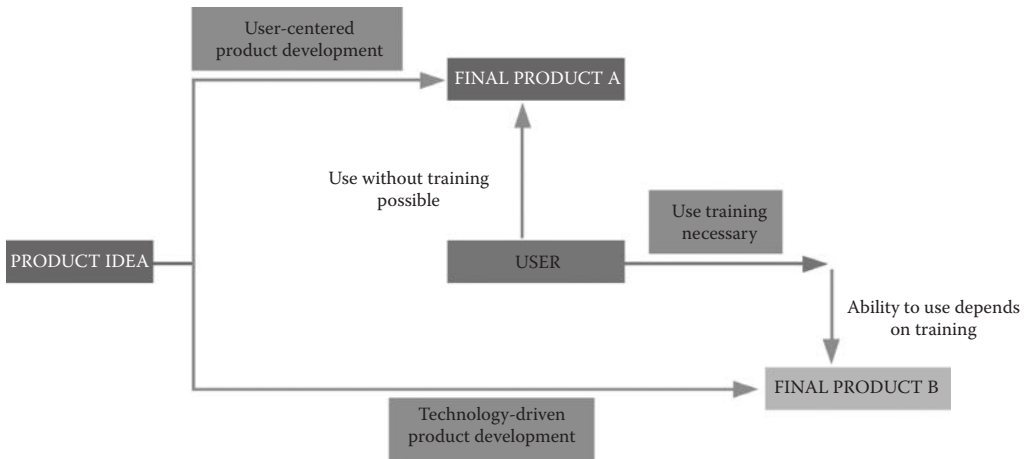 User-centered
product development
FINAL PRODUCT A
Use without training
possible
Use training
necessary
PRODUCT IDEA
USER
Ability to use depends
on training
FINAL PRODUCT B
Technology-driven
product development